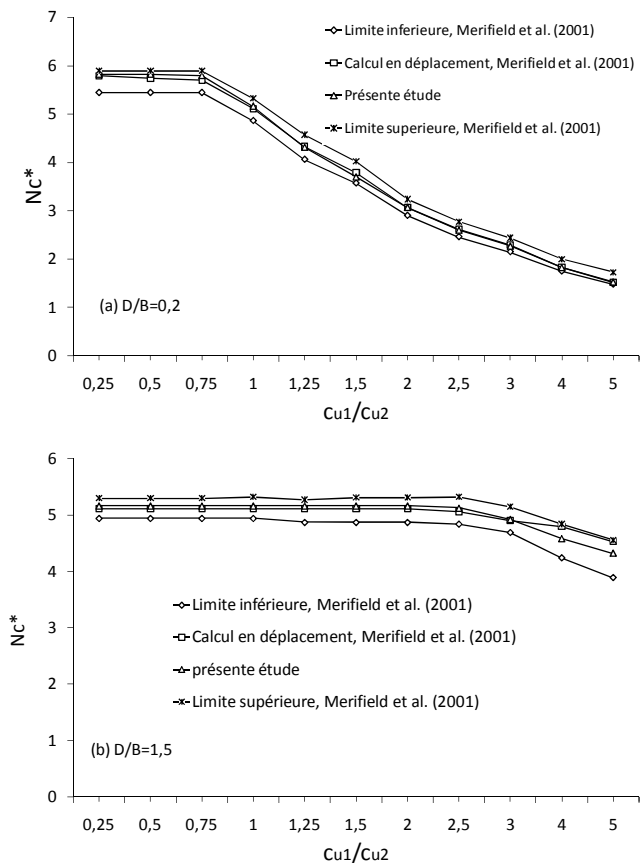 Nc*
7
6
5
4
3
2
1
0
Limite inferieure, Merifield et al. (2001)
Calcul en déplacement, Merifield et al. (2001)
Présente étude
Limite superieure, Merifield et al. (2001)
(a) D/B=0,2
0,25 0,5 0,75 1 1,25 1,5 2 2,5 3 4 5
Cu1/Cu2
Nc*
6
5
4
3
2
1
0
Limite inférieure, Merifield et al. (2001)
Calcul en déplacement, Merifield et al. (2001)
présente étude
Limite supérieure, Merifield et al. (2001)
(b) D/B=1,5
0,25 0,5 0,75 1 1,25 1,5 2 2,5 3 4 5
Cu1/Cu2